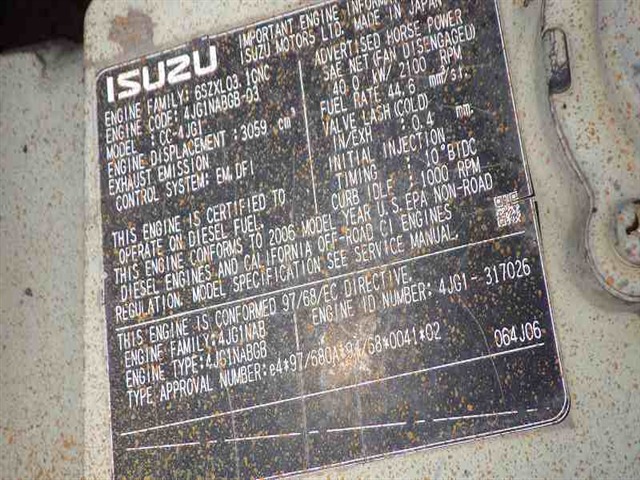 ISUZU
IMPORTANT ENGINE INFORMATION
ISUZU MOTORS LTD. MADE IN JAPAN
ENGINE FAMILY: 6SZXL03.1GNC
ENGINE CODE: 4JG1NABGB-03
MODEL : CC-4JG1
ENGINE DISPLACEMENT: 3059 cm³
EXHAUST EMISSION
CONTROL SYSTEM: EM, DFI
ADVERTISED HORSE POWER
SAE NET(FAN DISENGAGED)
40.0 kW/ 2100 RPM
FUEL RATE 44.6 mm³/st
VALVE LASH (COLD)
IN/EXH : 0.4 mm
INITIAL INJECTION
TIMING : 10°BTDC
CURB IDLE : 1000 RPM
THIS ENGINE IS CERTIFIED TO
OPERATE ON DIESEL FUEL.
THIS ENGINE CONFORMS TO 2006 MODEL YEAR U.S.EPA NON-ROAD
DIESEL ENGINES AND CALIFORNIA OFF-ROAD CI ENGINES
REGULATION. MODEL SPECIFICATION SEE SERVICE MANUAL.
THIS ENGINE IS CONFORMED 97/68/EC DIRECTIVE.
ENGINE FAMILY:4JG1NAB
ENGINE ID NUMBER: 4JG1 - 317026
ENGINE TYPE:4JG1NABGB
TYPE APPROVAL NUMBER:e4*97/680A*94/68*0041*02
064J06